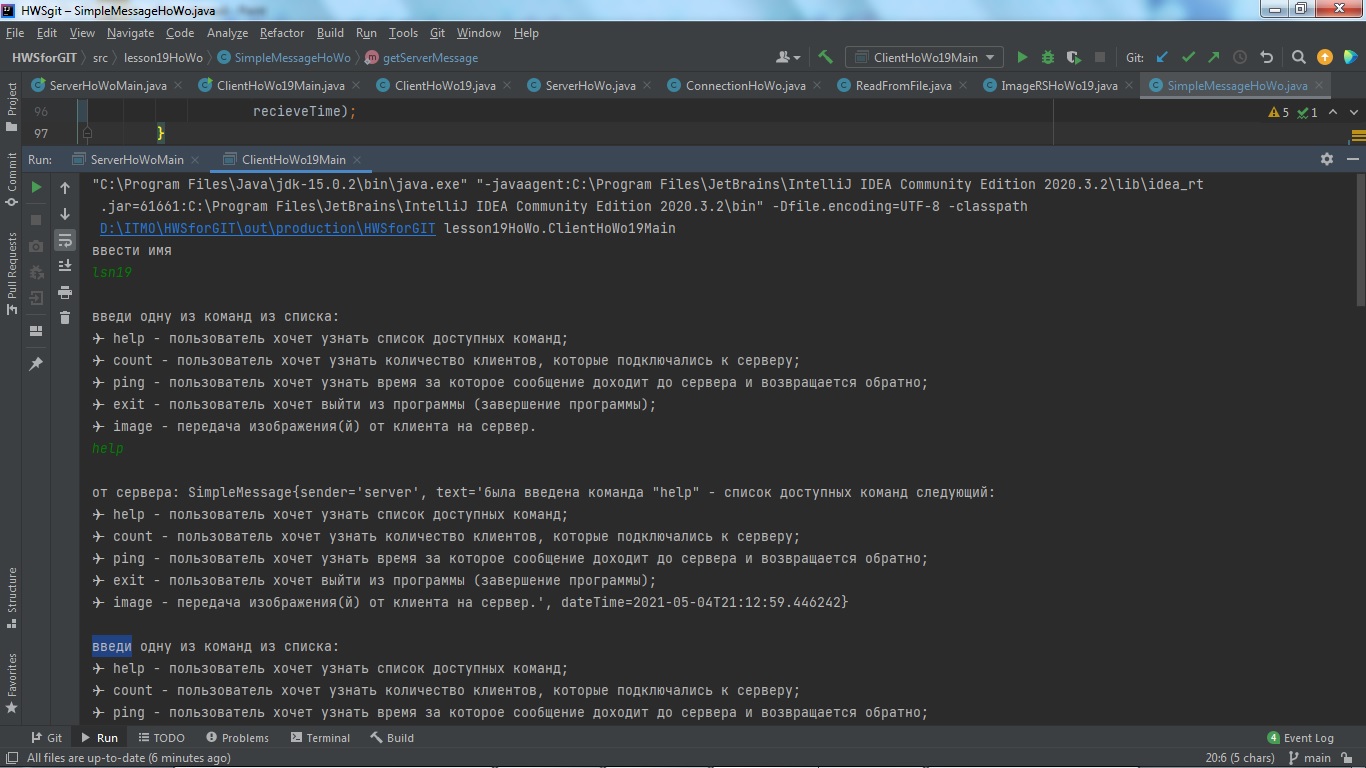 HWSgit – SimpleMessageHoWo.java
File Edit View Navigate Code Analyze Refactor Build Run Tools Git Window Help
HWSforGIT src lesson19HoWo SimpleMessageHoWo getServerMessage ClientHoWo19Main Git:
ServerHoWoMain.java ClientHoWo19Main.java ClientHoWo19.java ServerHoWo.java ConnectionHoWo.java ReadFromFile.java ImageRSHoWo19.java SimpleMessageHoWo.java
96 recieveTime); 5 1
97 }
Run: ServerHoWoMain ClientHoWo19Main
"C:\Program Files\Java\jdk-15.0.2\bin\java.exe" "-javaagent:C:\Program Files\JetBrains\IntelliJ IDEA Community Edition 2020.3.2\lib\idea_rt
.jar=61661:C:\Program Files\JetBrains\IntelliJ IDEA Community Edition 2020.3.2\bin" -Dfile.encoding=UTF-8 -classpath
D:\ITMO\HWSforGIT\out\production\HWSforGIT lesson19HoWo.ClientHoWo19Main
ввести имя
lsn19
введи одну из команд из списка:
✈ help - пользователь хочет узнать список доступных команд;
✈ count - пользователь хочет узнать количество клиентов, которые подключались к серверу;
✈ ping - пользователь хочет узнать время за которое сообщение доходит до сервера и возвращается обратно;
✈ exit - пользователь хочет выйти из программы (завершение программы);
✈ image - передача изображения(й) от клиента на сервер.
help
от сервера: SimpleMessage{sender='server', text='была введена команда "help" - список доступных команд следующий:
✈ help - пользователь хочет узнать список доступных команд;
✈ count - пользователь хочет узнать количество клиентов, которые подключались к серверу;
✈ ping - пользователь хочет узнать время за которое сообщение доходит до сервера и возвращается обратно;
✈ exit - пользователь хочет выйти из программы (завершение программы);
✈ image - передача изображения(й) от клиента на сервер.', dateTime=2021-05-04T21:12:59.446242}
введи одну из команд из списка:
✈ help - пользователь хочет узнать список доступных команд;
✈ count - пользователь хочет узнать количество клиентов, которые подключались к серверу;
✈ ping - пользователь хочет узнать время за которое сообщение доходит до сервера и возвращается обратно;
Project
Commit
Pull Requests
Structure
Favorites
Git Run TODO Problems Terminal Build 4 Event Log
All files are up-to-date (6 minutes ago) 20:6 (5 chars) main